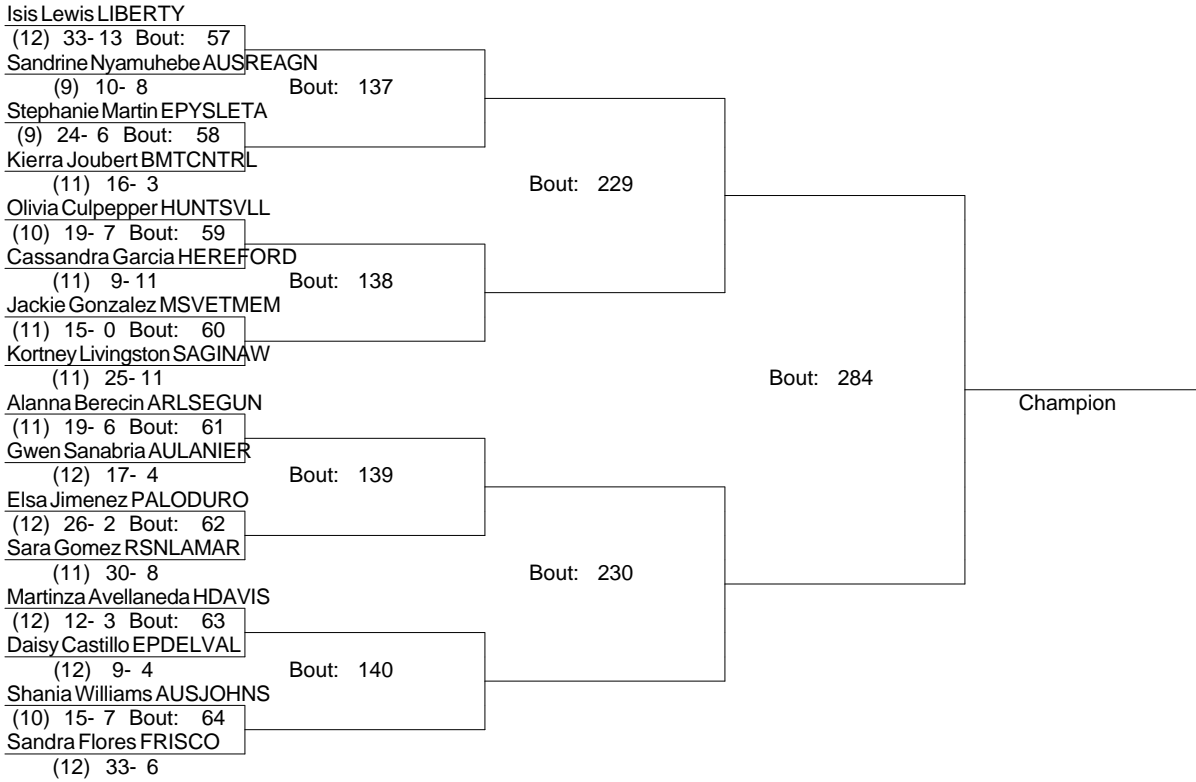 Isis Lewis LIBERTY
(12) 33- 13 Bout: 57
Sandrine Nyamuhebe AUSREAGN
(9) 10- 8 Bout: 137
Stephanie Martin EPYSLETA
(9) 24- 6 Bout: 58
Kierra Joubert BMTCNTRL
(11) 16- 3 Bout: 229
Olivia Culpepper HUNTSVLL
(10) 19- 7 Bout: 59
Cassandra Garcia HEREFORD
(11) 9- 11 Bout: 138
Jackie Gonzalez MSVETMEM
(11) 15- 0 Bout: 60
Kortney Livingston SAGINAW
(11) 25- 11 Bout: 284
Alanna Berecin ARLSEGUN Champion
(11) 19- 6 Bout: 61
Gwen Sanabria AULANIER
(12) 17- 4 Bout: 139
Elsa Jimenez PALODURO
(12) 26- 2 Bout: 62
Sara Gomez RSNLAMAR
(11) 30- 8 Bout: 230
Martinza Avellaneda HDAVIS
(12) 12- 3 Bout: 63
Daisy Castillo EPDELVAL
(12) 9- 4 Bout: 140
Shania Williams AUSJOHNS
(10) 15- 7 Bout: 64
Sandra Flores FRISCO
(12) 33- 6